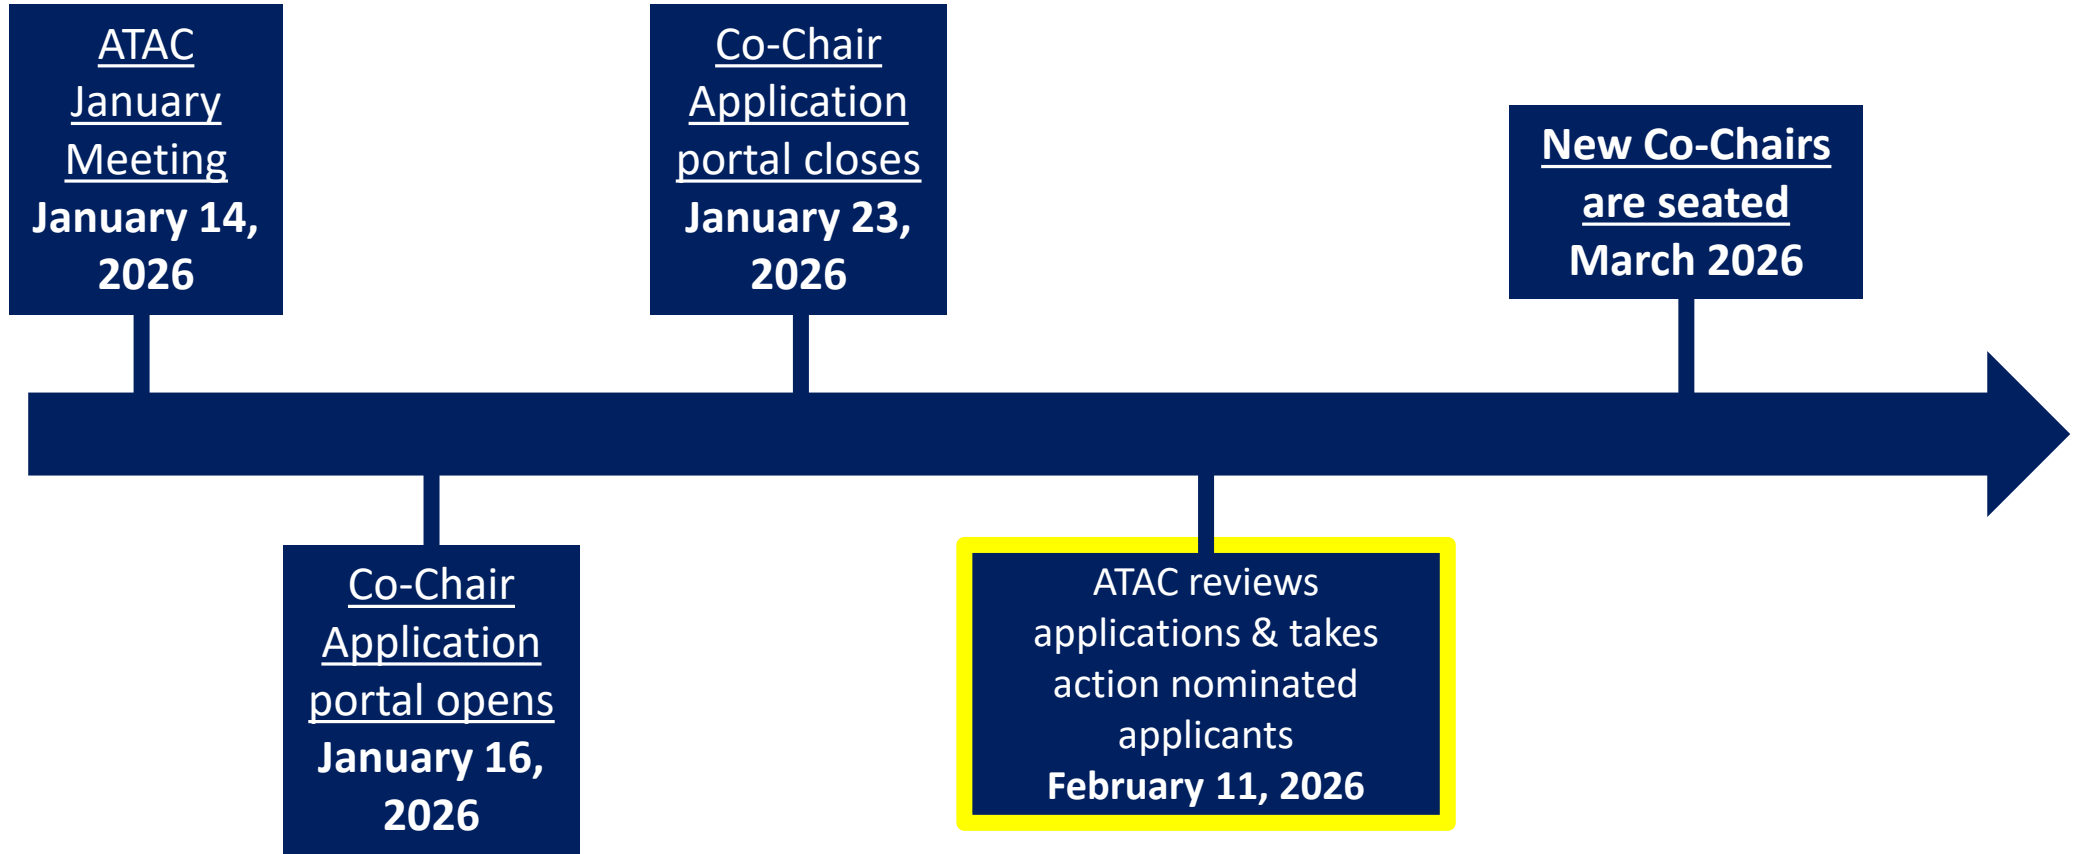 ATAC
January
Meeting
January 14,
2026
Co-Chair
Application
portal opens
January 16,
2026
Co-Chair
Application
portal closes
January 23,
2026
ATAC reviews
applications & takes
action nominated
applicants
February 11, 2026
New Co-Chairs
are seated
March 2026